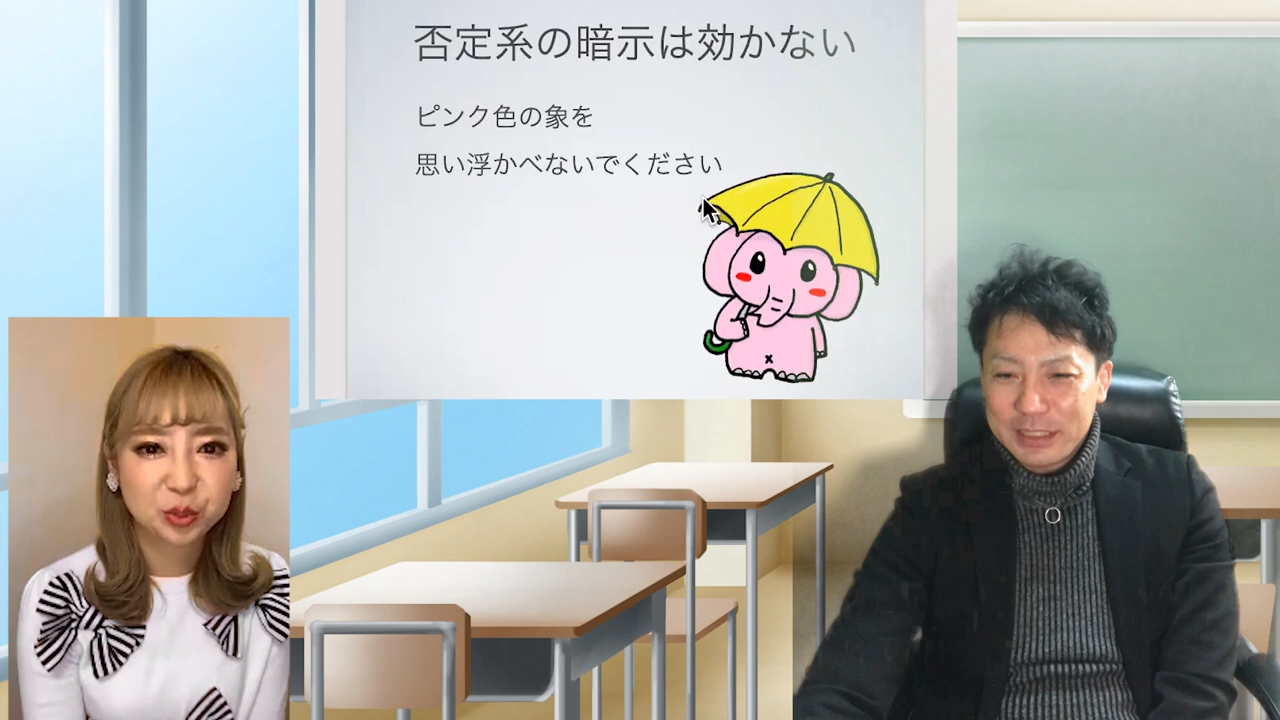 否定系の暗示は効かない
ピンク色の象を
思い浮かべないでください